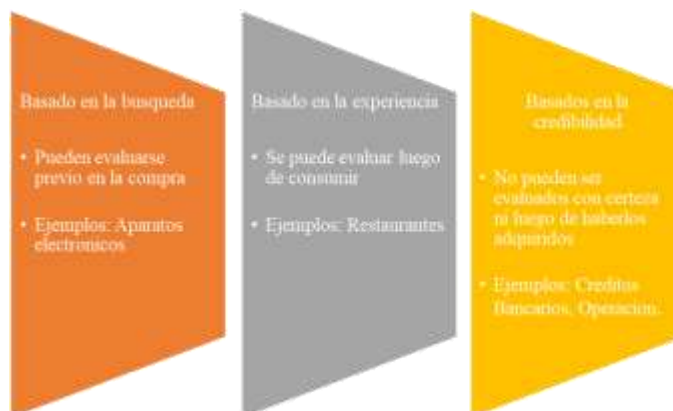 Basado en la busqueda
• Pueden evaluarse
previo en la compra
• Ejemplos: Aparatos
electronicos
Basado en la experiencia
• Se puede evaluar luego
de consumir
• Ejemplos: Restaurantes
Basados en la
credibilidad
• No pueden ser
evaluados con certeza
ni luego de haberlos
adquiridos
• Ejemplos: Creditos
Bancarios, Operacion.